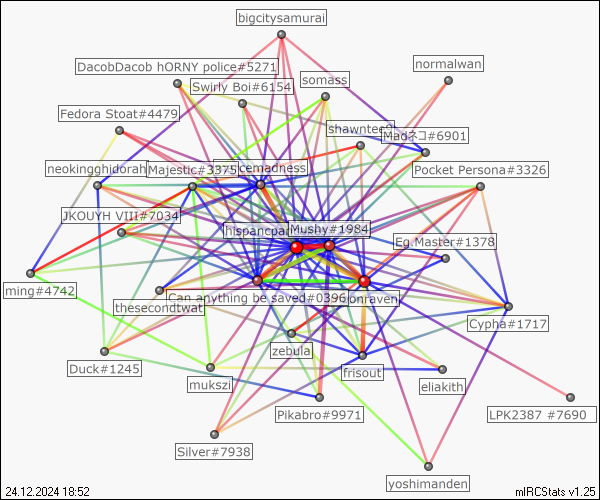 bigcitysamurai
normalwan
DacobDacob hORNY police#5271
Swirly Boi#6154
somass
Fedora Stoat#4479
shawntec
Madネコ#6901
neokingghidorah
Majestic#3375
cemadness
Pocket Persona#3326
JKOUYH VIII#7034
hispancpa
Mushy#1984
Eg.Master#1378
ming#4742
thesecondtwat
Can anything be saved#0396
onraven
Cypha#1717
zebula
Duck#1245
mukszi
frisout
eliakith
Pikabro#9971
LPK2387 #7690
Silver#7938
yoshimanden
24.12.2024 18:52
mIRCStats v1.25